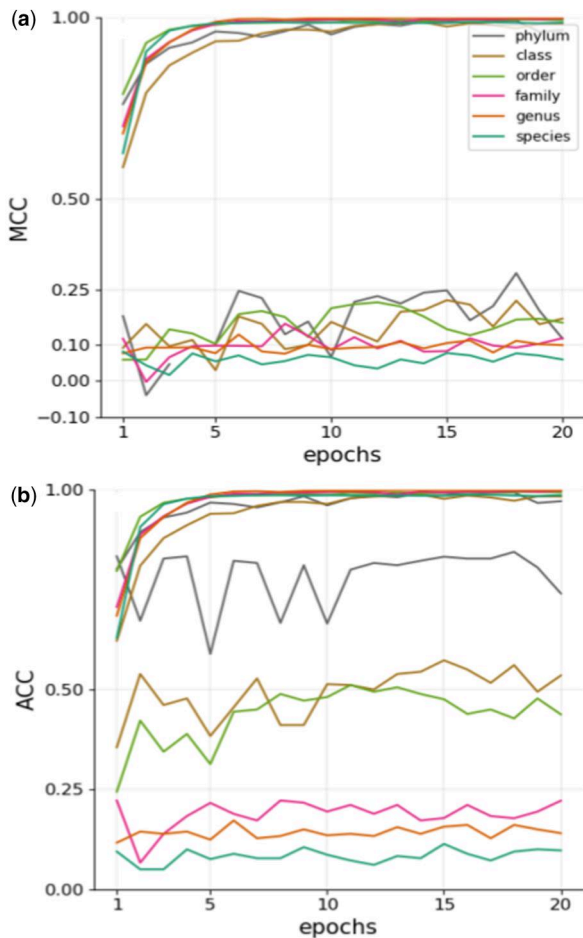 (a)
1.00
0.50
0.25
0.10
0.00
−0.10
MCC
phylum
class
order
family
genus
species
1 5 10 15 20
epochs
(b)
1.00
0.50
0.25
0.00
ACC
1 5 10 15 20
epochs